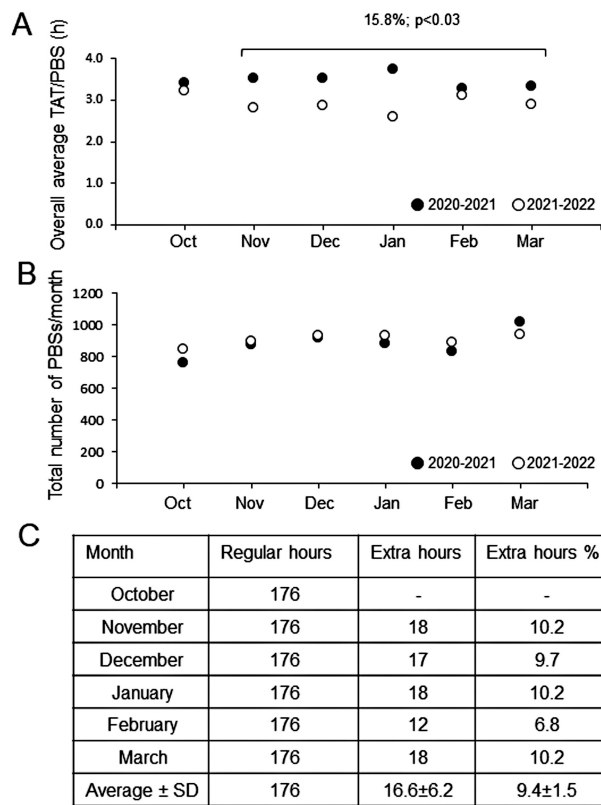 A
15.8%; p<0.03
Overall average TAT/PBS (h)
4.0
3.0
2.0
1.0
0.0
2020-2021 2021-2022
Oct Nov Dec Jan Feb Mar
B
Total number of PBSs/month
1200
1000
800
600
400
200
0
2020-2021 2021-2022
Oct Nov Dec Jan Feb Mar
C
Month Regular hours Extra hours Extra hours %
October 176 - -
November 176 18 10.2
December 176 17 9.7
January 176 18 10.2
February 176 12 6.8
March 176 18 10.2
Average ± SD 176 16.6±6.2 9.4±1.5